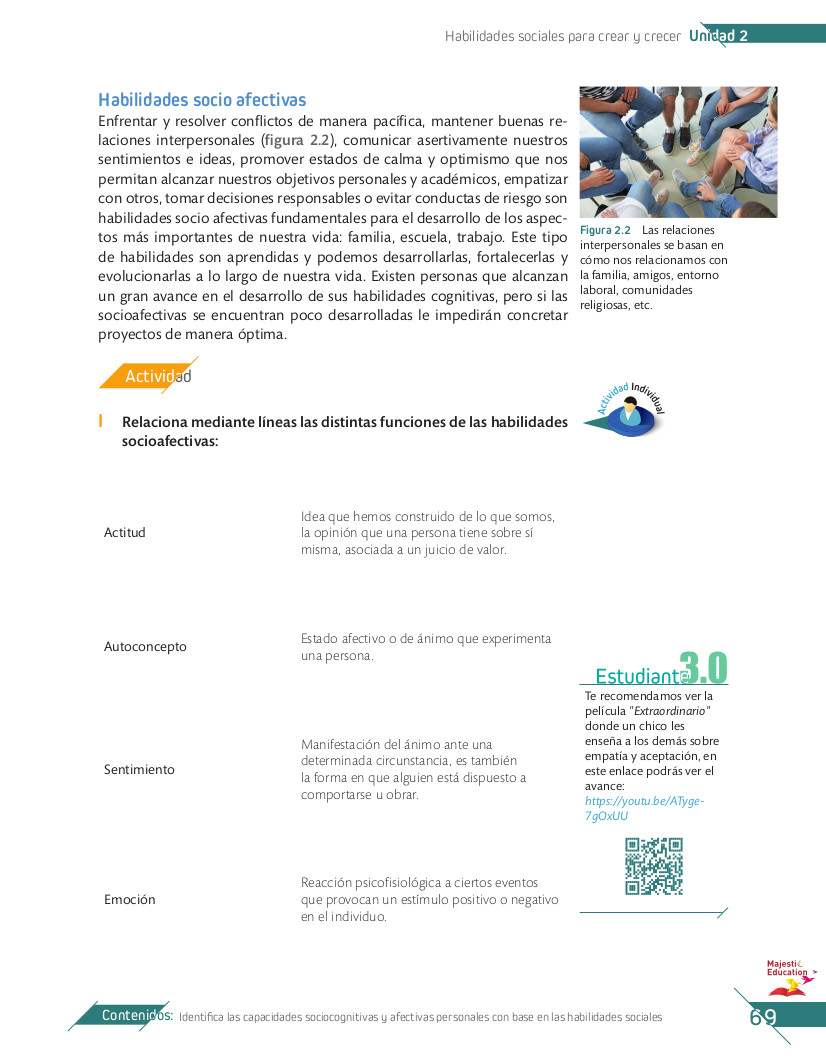 Habilidades sociales para crear y crecer Unidad 2
Habilidades socio afectivas
Enfrentar y resolver conflictos de manera pacífica, mantener buenas re-
laciones interpersonales (figura 2.2), comunicar asertivamente nuestros
sentimientos e ideas, promover estados de calma y optimismo que nos
permitan alcanzar nuestros objetivos personales y académicos, empatizar
con otros, tomar decisiones responsables o evitar conductas de riesgo son
habilidades socio afectivas fundamentales para el desarrollo de los aspec-
tos más importantes de nuestra vida: familia, escuela, trabajo. Este tipo
de habilidades son aprendidas y podemos desarrollarlas, fortalecerlas y
evolucionarlas a lo largo de nuestra vida. Existen personas que alcanzan
un gran avance en el desarrollo de sus habilidades cognitivas, pero si las
socioafectivas se encuentran poco desarrolladas le impedirán concretar
proyectos de manera óptima.
Figura 2.2 Las relaciones
interpersonales se basan en
cómo nos relacionamos con
la familia, amigos, entorno
laboral, comunidades
religiosas, etc.
Actividad
Actividad Individual
I Relaciona mediante líneas las distintas funciones de las habilidades
socioafectivas:
Actitud
Idea que hemos construido de lo que somos,
la opinión que una persona tiene sobre sí
misma, asociada a un juicio de valor.
Autoconcepto
Estado afectivo o de ánimo que experimenta
una persona.
Sentimiento
Manifestación del ánimo ante una
determinada circunstancia, es también
la forma en que alguien está dispuesto a
comportarse u obrar.
Emoción
Reacción psicofisiológica a ciertos eventos
que provocan un estímulo positivo o negativo
en el individuo.
Estudiante 3.0
Te recomendamos ver la
película "Extraordinario"
donde un chico les
enseña a los demás sobre
empatía y aceptación, en
este enlace podrás ver el
avance:
https://youtu.be/ATyge-
7gOxUU
Majestic
Education
Contenidos: Identifica las capacidades sociocognitivas y afectivas personales con base en las habilidades sociales
69